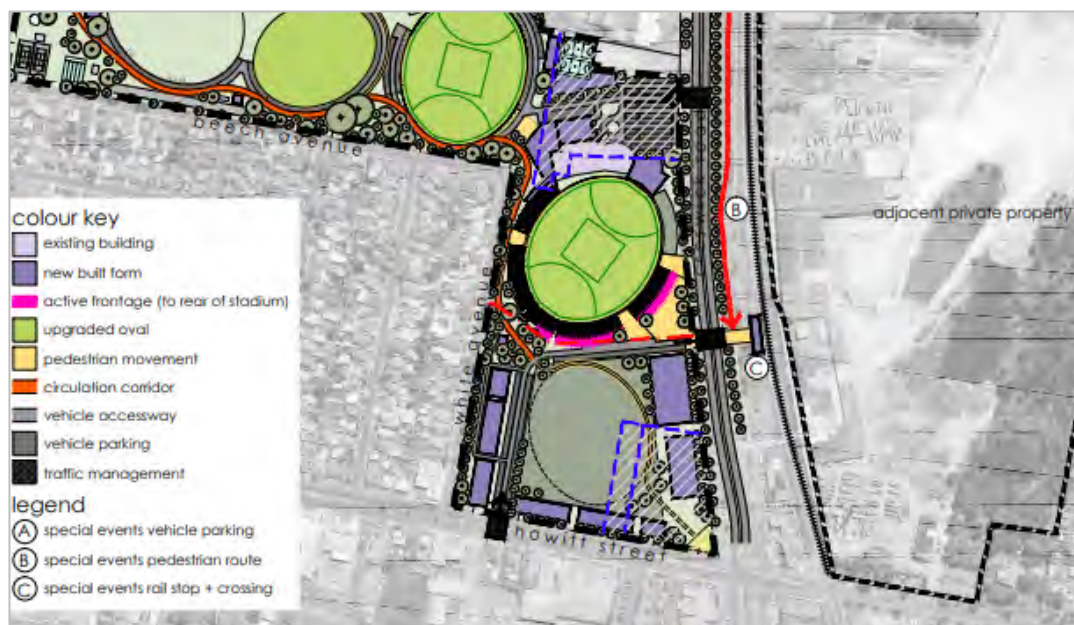 beech avenue
white avenue
howitt street
B
adjacent private property
C
colour key
existing building
new built form
active frontage (to rear of stadium)
upgraded oval
pedestrian movement
circulation corridor
vehicle accessway
vehicle parking
traffic management
legend
A special events vehicle parking
B special events pedestrian route
C special events rail stop + crossing